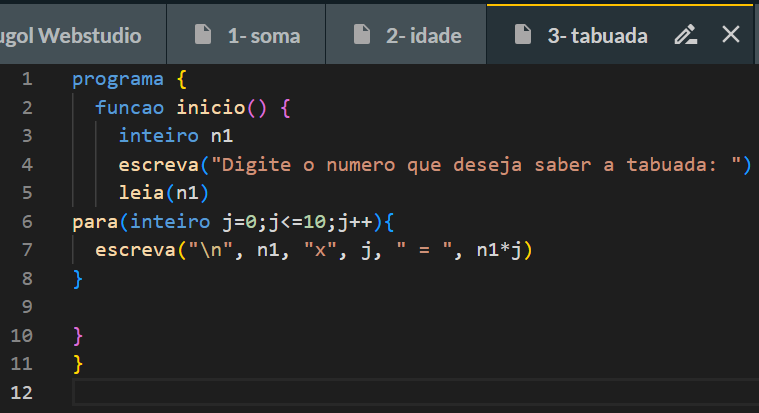 ugol Webstudio 1- soma 2- idade 3- tabuada
1 programa {
2 funcao inicio() {
3 inteiro n1
4 escreva("Digite o numero que deseja saber a tabuada: ")
5 leia(n1)
6 para(inteiro j=0;j<=10;j++){
7 escreva("\n", n1, "x", j, " = ", n1*j)
8 }
9
10 }
11 }
12